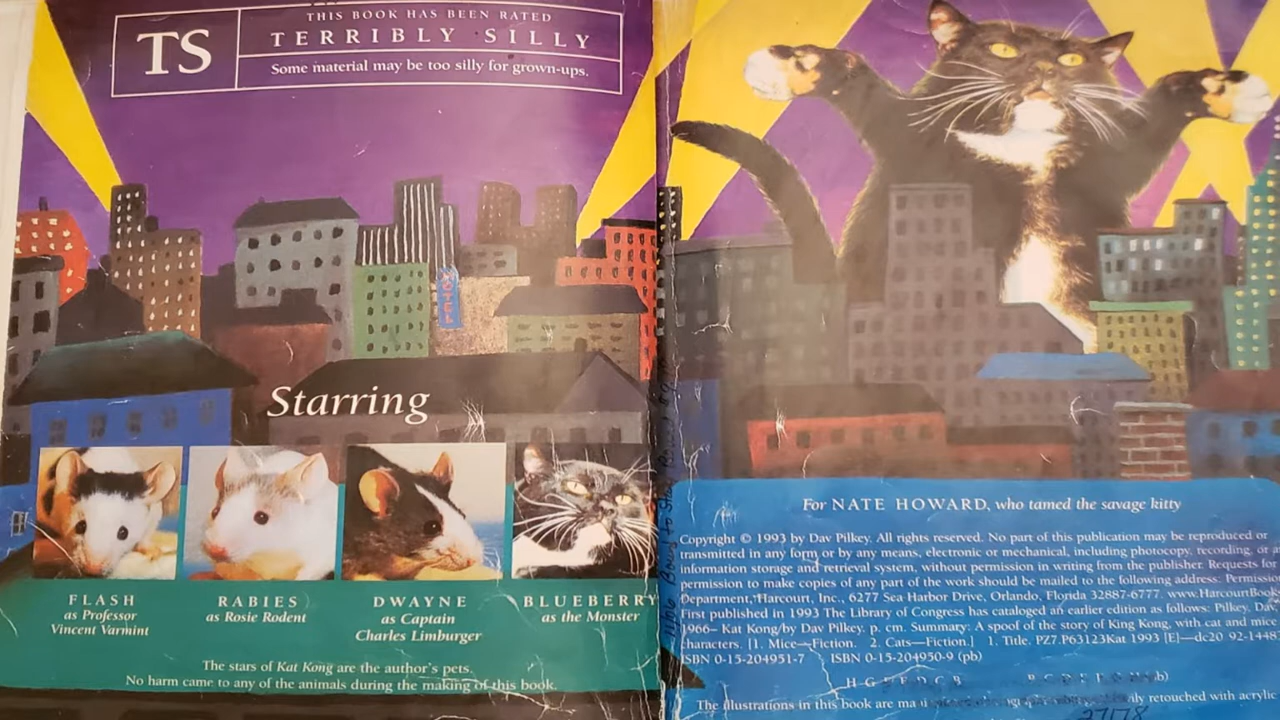 THIS BOOK HAS BEEN RATED
TS
TERRIBLY SILLY
Some material may be too silly for grown-ups.
HOTEL
Starring
FLASH
as Professor
Vincent Varmint
RABIES
as Rosie Rodent
DWAYNE
as Captain
Charles Limburger
BLUEBERRY
as the Monster
The stars of Kat Kong are the author's pets.
No harm came to any of the animals during the making of this book.
For NATE HOWARD, who tamed the savage kitty
Copyright © 1993 by Dav Pilkey. All rights reserved. No part of this publication may be reproduced or
transmitted in any form or by any means, electronic or mechanical, including photocopy, recording, or
information storage and retrieval system, without permission in writing from the publisher. Requests for
permission to make copies of any part of the work should be mailed to the following address:
Department, Harcourt, Inc., 6277 Sea Harbor Drive, Orlando, Florida 32887-6777.
First published in 1993 The Library of Congress has cataloged an earlier edition as follows: Pilkey, Dav,
1966– Kat Kong/by Dav Pilkey. p. cm. Summary: A spoof of the story of King Kong, with cat and mice
characters. [1. Mice—Fiction. 2. Cats—Fiction.] 1. Title. PZ7.P63123Kat 1993 [E]—dc20 92-1448
ISBN 0-15-204951-7 ISBN 0-15-204950-9 (pb)
The illustrations in this book are retouched with acrylic